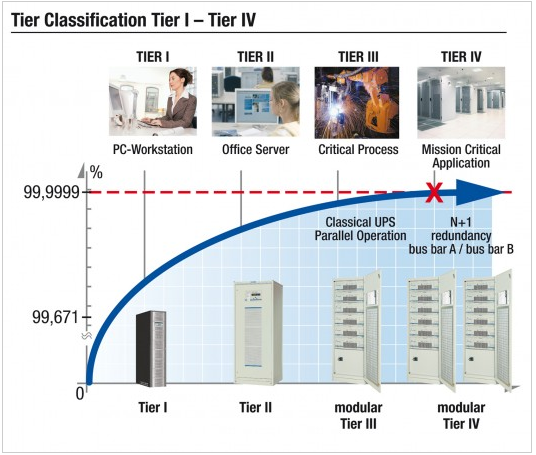 Tier Classification Tier I – Tier IV
TIER I
TIER II
TIER III
TIER IV
PC-Workstation
Office Server
Critical Process
Mission Critical
Application
%
99,9999
X
Classical UPS
Parallel Operation
N+1
redundancy
bus bar A / bus bar B
99,671
0
Tier I
Tier II
modular
Tier III
modular
Tier IV